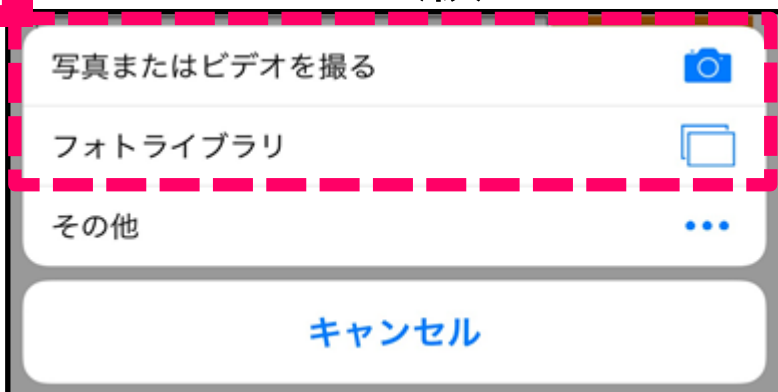 写真またはビデオを撮る
フォトライブラリ
その他
キャンセル